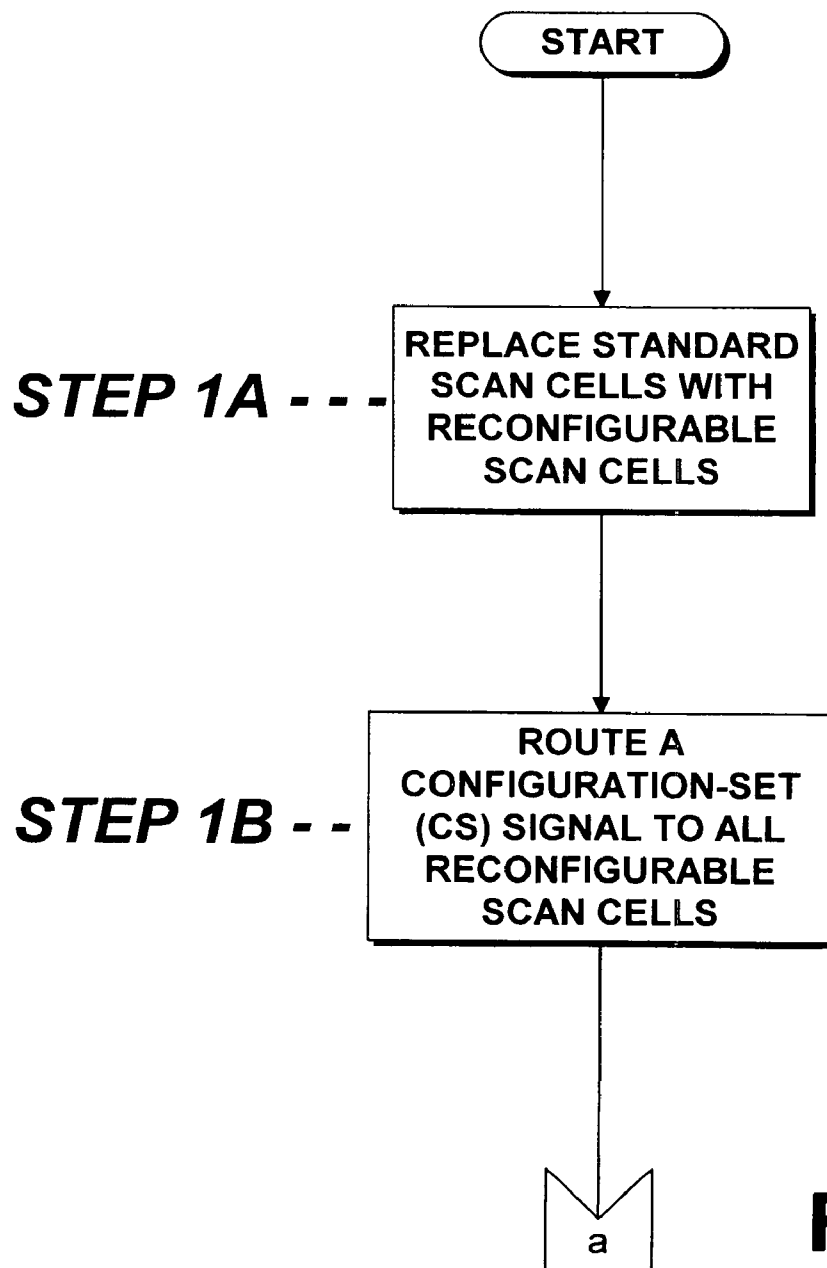 START
STEP 1A - - -
REPLACE STANDARD
SCAN CELLS WITH
RECONFIGURABLE
SCAN CELLS
STEP 1B - -
ROUTE A
CONFIGURATION-SET
(CS) SIGNAL TO ALL
RECONFIGURABLE
SCAN CELLS
a